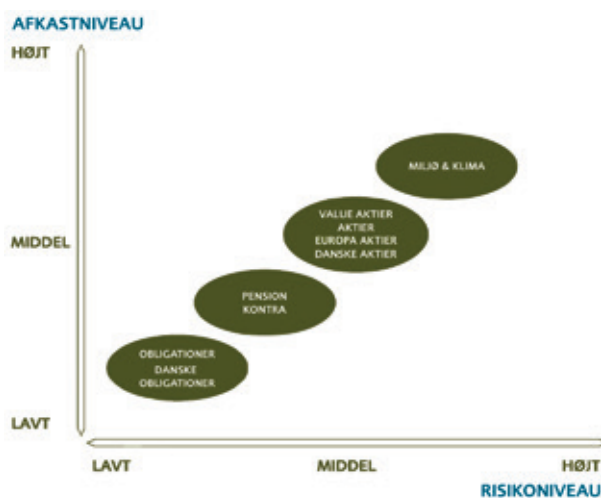 AFKASTNIVEAU
HØJT
MILJØ & KLIMA
VALUE AKTIER
AKTIER
EUROPA AKTIER
DANSKE AKTIER
MIDDEL
PENSION
KONTRA
OBLIGATIONER
DANSKE
OBLIGATIONER
LAVT
LAVT MIDDEL HØJT
RISIKONIVEAU